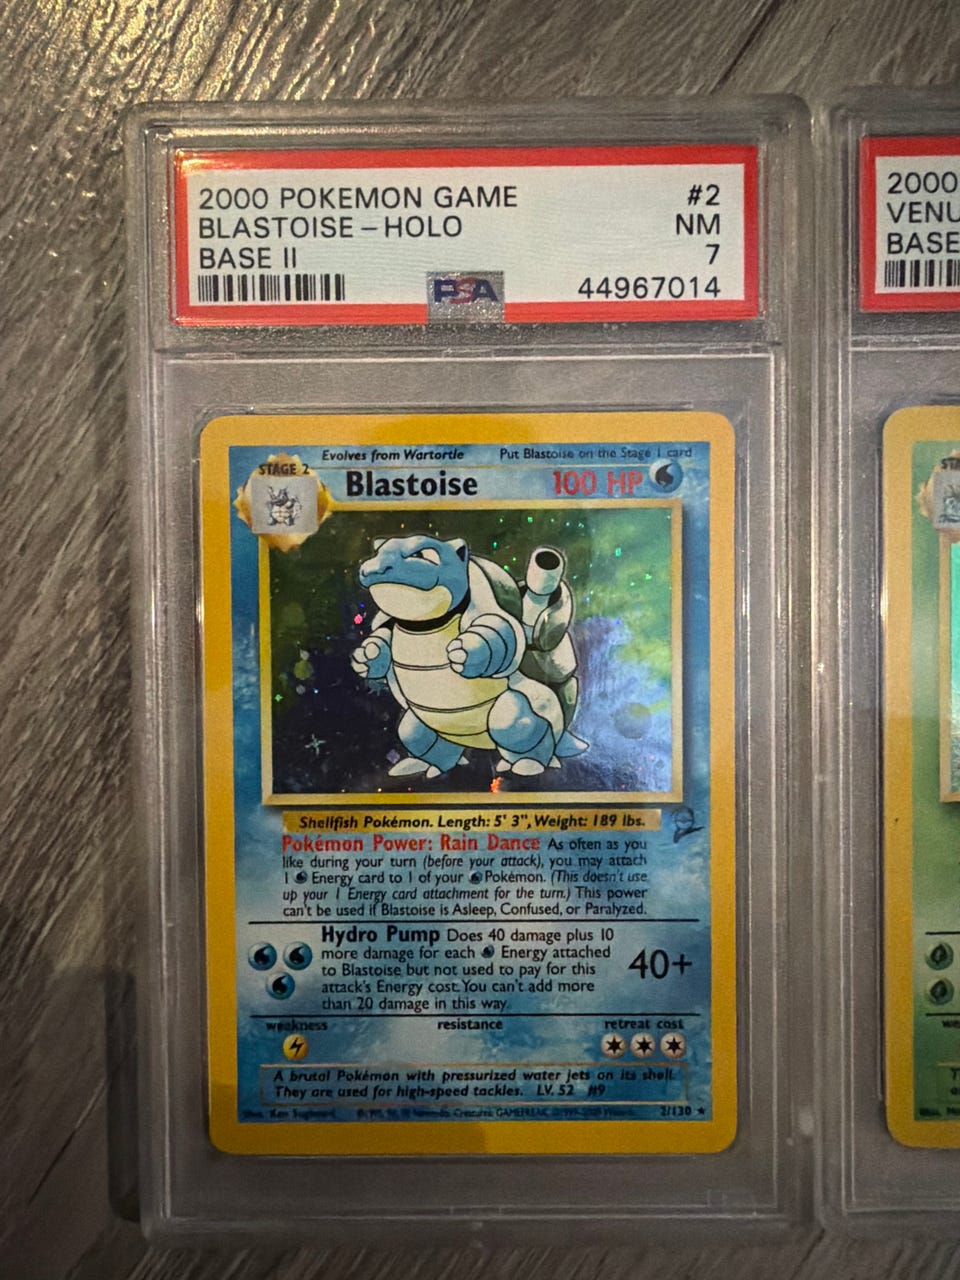 2000 POKEMON GAME #2
BLASTOISE - HOLO NM
BASE II 7
PSA 44967014
2000
VENU
BASE
Evolves from Wartortle Put Blastoise on the Stage 1 card
STAGE 2 Blastoise 100 HP
STA
Shellfish Pokémon. Length: 5' 3", Weight: 189 lbs.
Pokémon Power: Rain Dance As often as you
like during your turn (before your attack), you may attach
1 Energy card to 1 of your Pokémon. (This doesn't use
up your 1 Energy card attachment for the turn.) This power
can't be used if Blastoise is Asleep, Confused, or Paralyzed.
Hydro Pump Does 40 damage plus 10
more damage for each Energy attached
to Blastoise but not used to pay for this
attack's Energy cost. You can't add more
than 20 damage in this way.
40+
weakness resistance retreat cost
we
A brutal Pokémon with pressurized water jets on its shell.
They are used for high-speed tackles. LV. 52 #9
2/130 ★